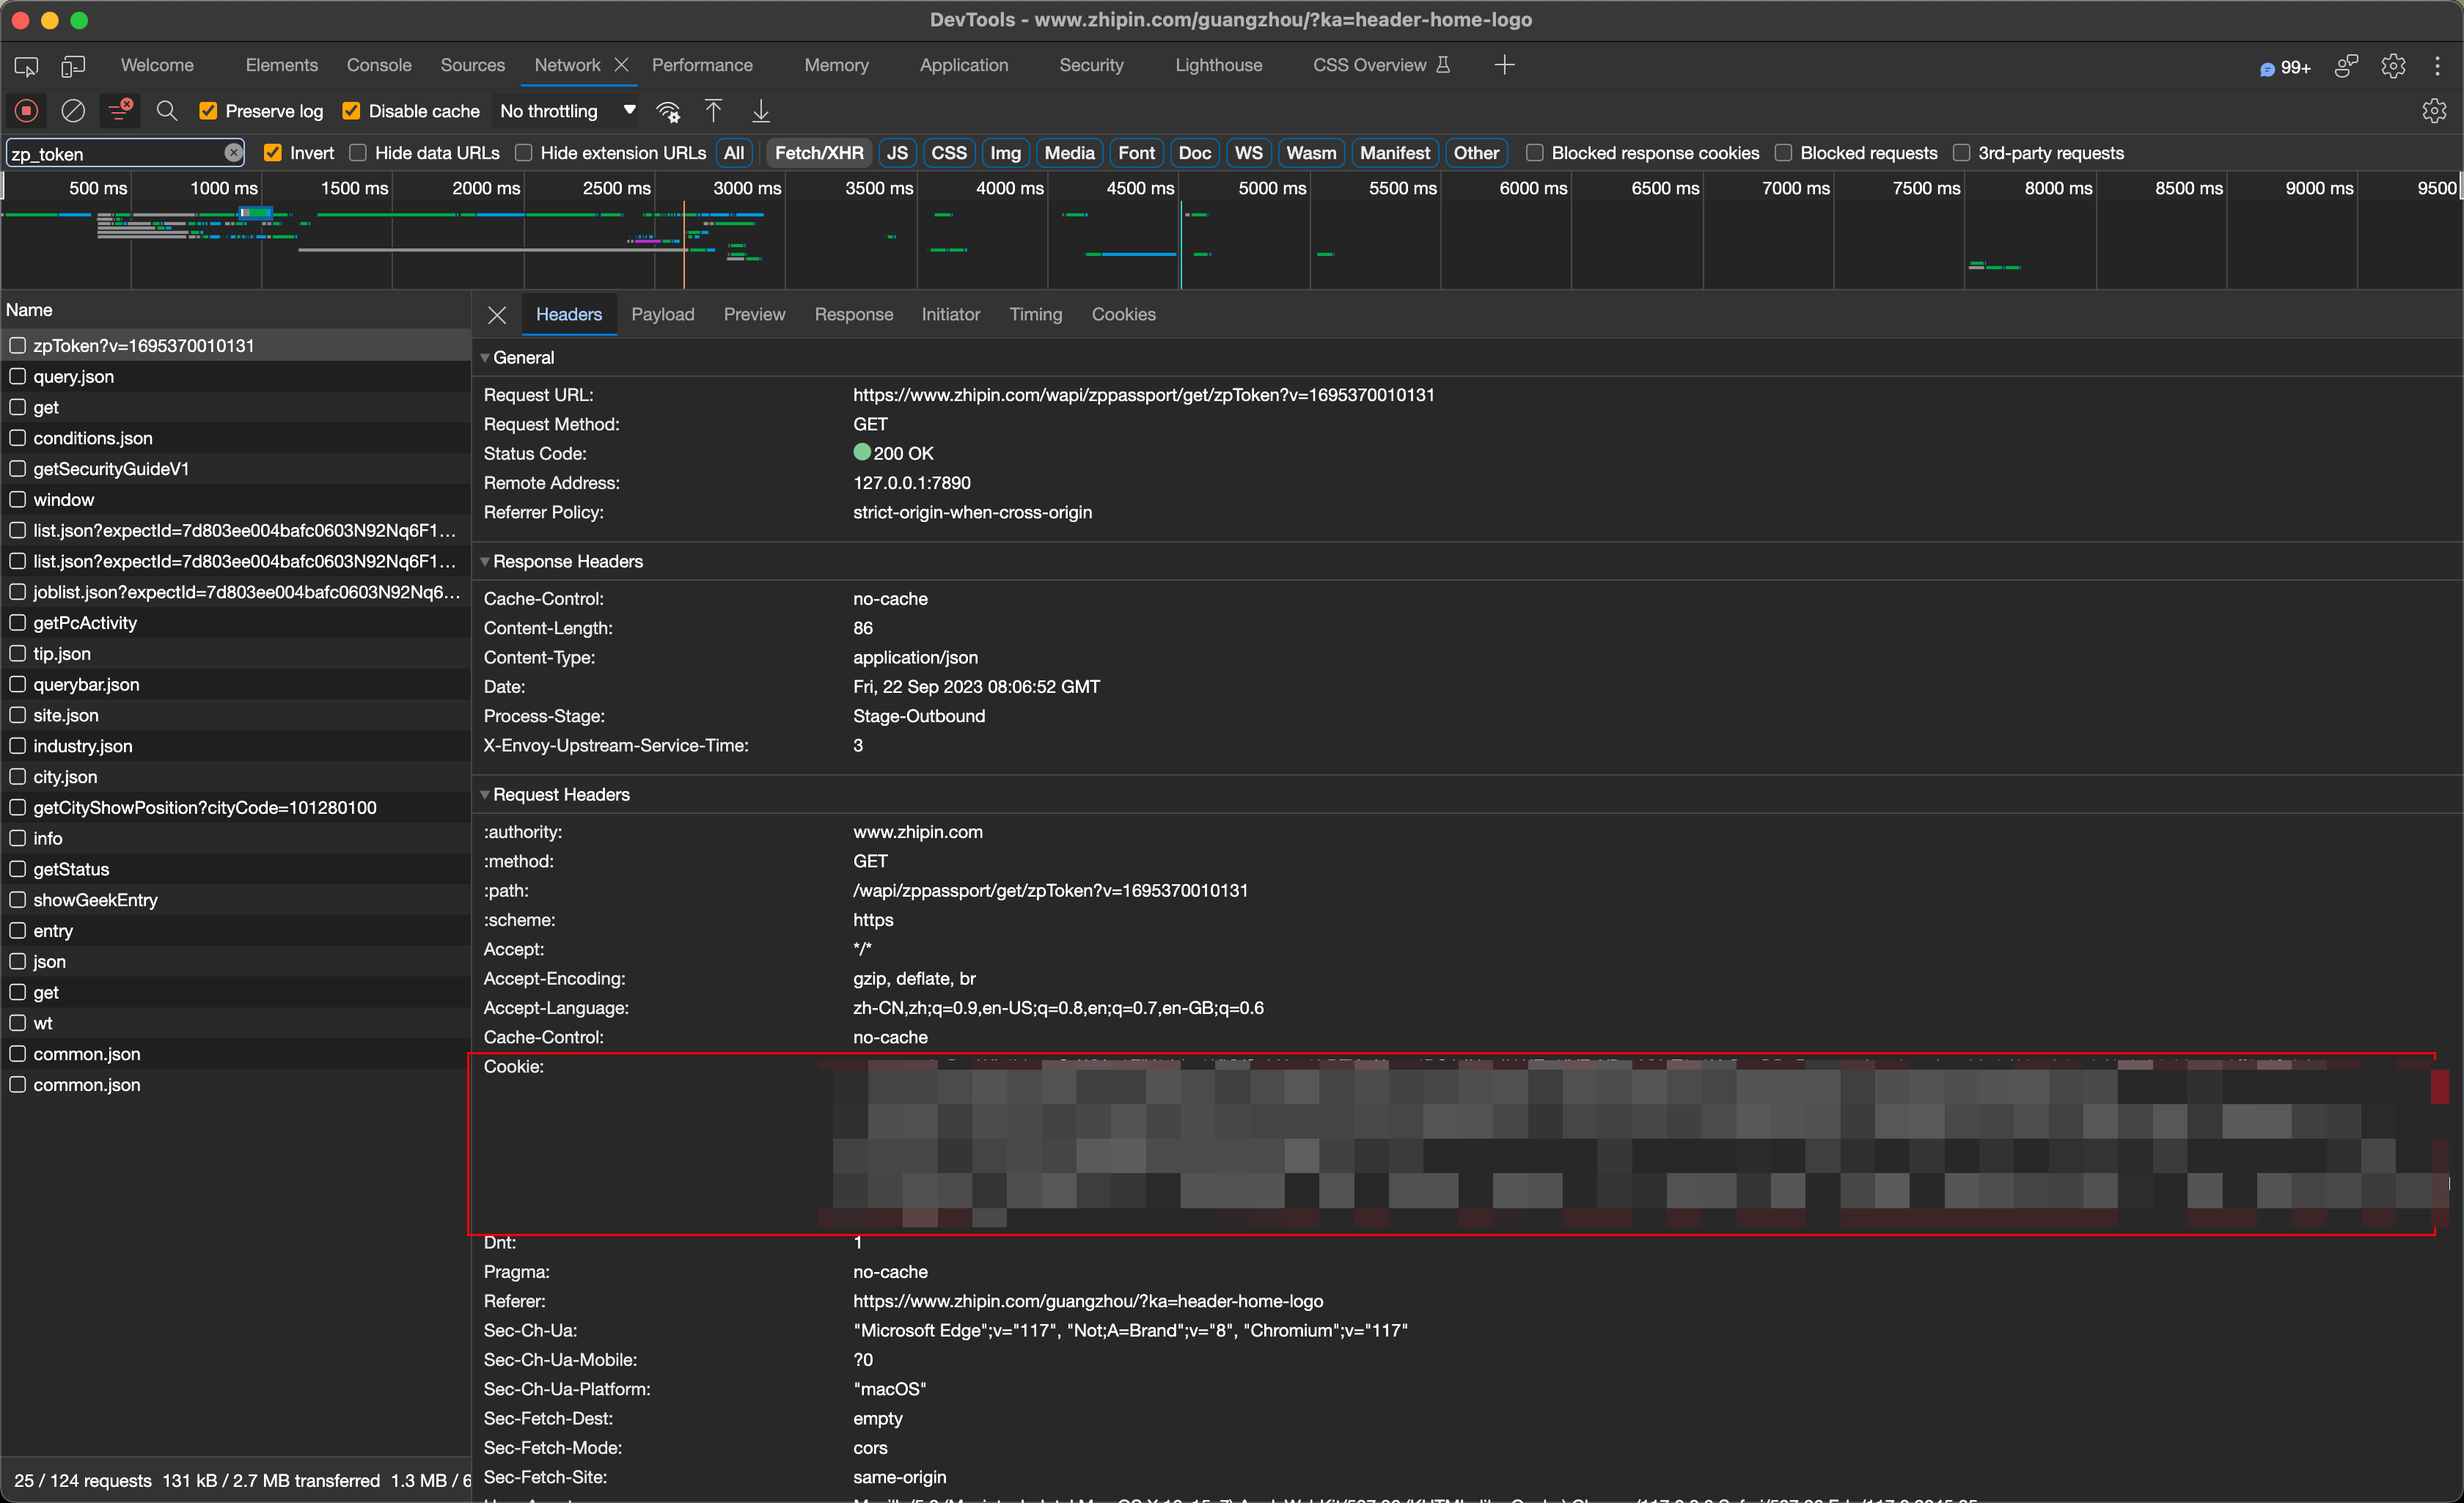 DevTools - www.zhipin.com/guangzhou/?ka=header-home-logo
Welcome Elements Console Sources Network Performance Memory Application Security Lighthouse CSS Overview 99+
Preserve log Disable cache No throttling
zp_token Invert Hide data URLs Hide extension URLs All Fetch/XHR JS CSS Img Media Font Doc WS Wasm Manifest Other Blocked response cookies Blocked requests 3rd-party requests
500 ms 1000 ms 1500 ms 2000 ms 2500 ms 3000 ms 3500 ms 4000 ms 4500 ms 5000 ms 5500 ms 6000 ms 6500 ms 7000 ms 7500 ms 8000 ms 8500 ms 9000 ms 9500
Name
zpToken?v=1695370010131
query.json
get
conditions.json
getSecurityGuideV1
window
list.json?expectId=7d803ee004bafc0603N92Nq6F1...
list.json?expectId=7d803ee004bafc0603N92Nq6F1...
joblist.json?expectId=7d803ee004bafc0603N92Nq6...
getPcActivity
tip.json
querybar.json
site.json
industry.json
city.json
getCityShowPosition?cityCode=101280100
info
getStatus
showGeekEntry
entry
json
get
wt
common.json
common.json
25 / 124 requests 131 kB / 2.7 MB transferred 1.3 MB / 6
Headers Payload Preview Response Initiator Timing Cookies
General
Request URL: https://www.zhipin.com/wapi/zppassport/get/zpToken?v=1695370010131
Request Method: GET
Status Code: 200 OK
Remote Address: 127.0.0.1:7890
Referrer Policy: strict-origin-when-cross-origin
Response Headers
Cache-Control: no-cache
Content-Length: 86
Content-Type: application/json
Date: Fri, 22 Sep 2023 08:06:52 GMT
Process-Stage: Stage-Outbound
X-Envoy-Upstream-Service-Time: 3
Request Headers
:authority: www.zhipin.com
:method: GET
:path: /wapi/zppassport/get/zpToken?v=1695370010131
:scheme: https
Accept: */*
Accept-Encoding: gzip, deflate, br
Accept-Language: zh-CN,zh;q=0.9,en-US;q=0.8,en;q=0.7,en-GB;q=0.6
Cache-Control: no-cache
Cookie:
Dnt: 1
Pragma: no-cache
Referer: https://www.zhipin.com/guangzhou/?ka=header-home-logo
Sec-Ch-Ua: "Microsoft Edge";v="117", "Not;A=Brand";v="8", "Chromium";v="117"
Sec-Ch-Ua-Mobile: ?0
Sec-Ch-Ua-Platform: "macOS"
Sec-Fetch-Dest: empty
Sec-Fetch-Mode: cors
Sec-Fetch-Site: same-origin